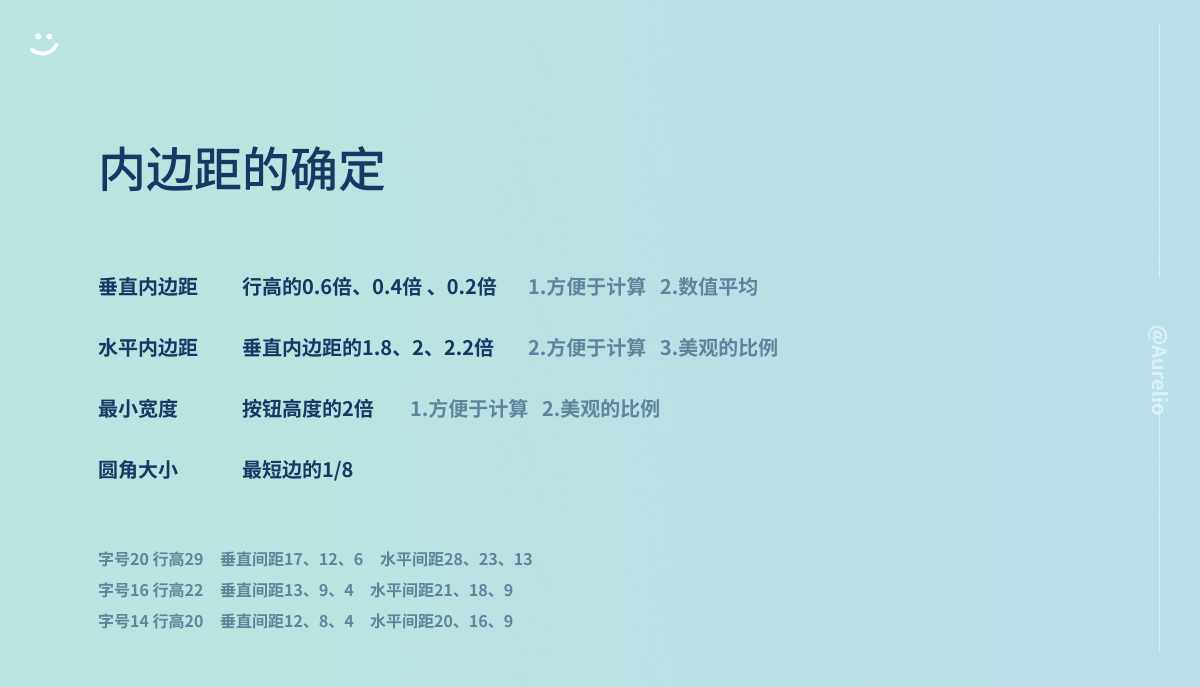 内边距的确定
垂直内边距 行高的0.6倍、0.4倍 、0.2倍 1.方便于计算 2.数值平均
水平内边距 垂直内边距的1.8、2、2.2倍 2.方便于计算 3.美观的比例
最小宽度 按钮高度的2倍 1.方便于计算 2.美观的比例
圆角大小 最短边的1/8
字号20 行高29 垂直间距17、12、6 水平间距28、23、13
字号16 行高22 垂直间距13、9、4 水平间距21、18、9
字号14 行高20 垂直间距12、8、4 水平间距20、16、9
@Aurelio